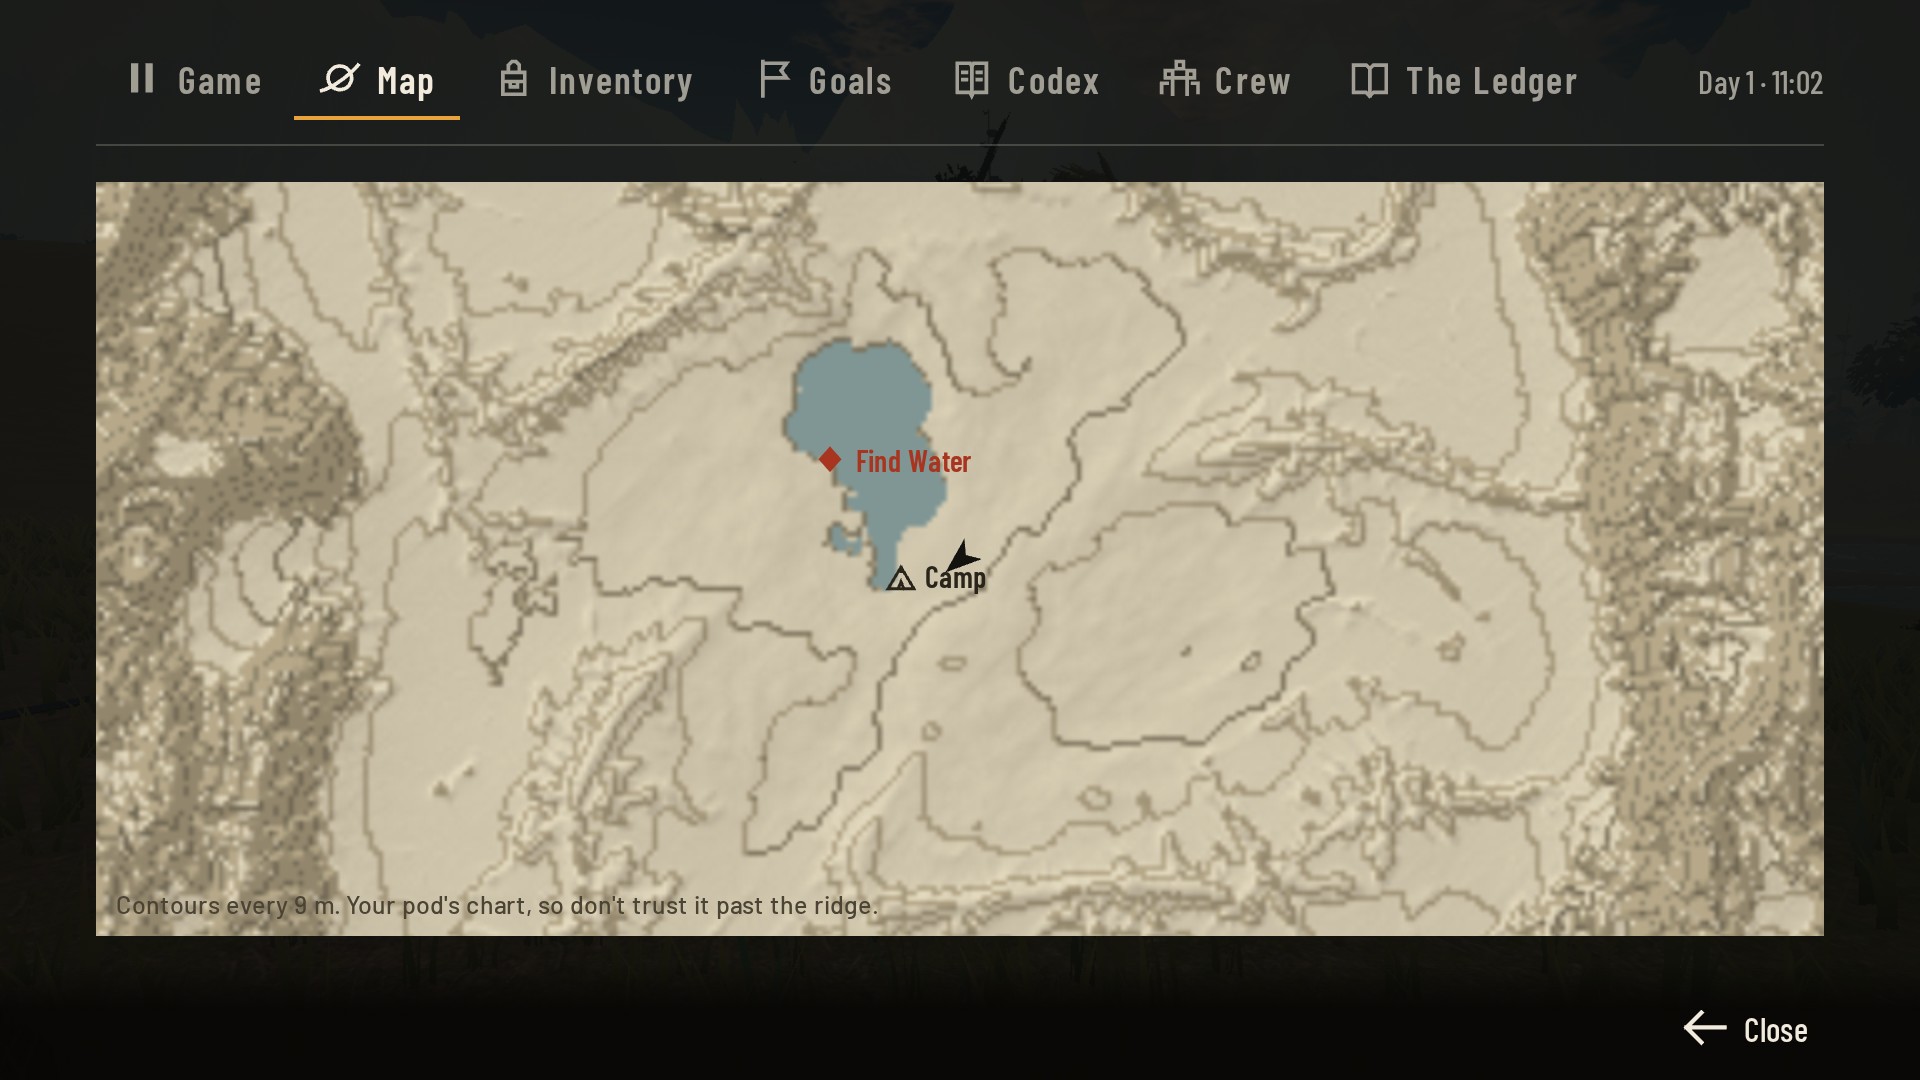 Game
Map
Inventory
Goals
Codex
Crew
The Ledger
Day 1 · 11:02
Find Water
Camp
Contours every 9 m. Your pod's chart, so don't trust it past the ridge.
Close